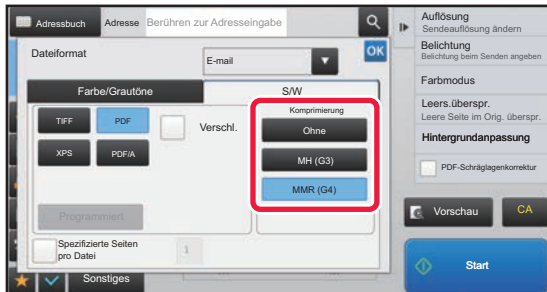 Adressbuch
Adresse
Berühren zur Adresseingabe
Dateiformat
E-mail
OK
Farbe/Grautöne
S/W
TIFF
PDF
Verschl.
XPS
PDF/A
Programmiert.
Komprimierung
Ohne
MH (G3)
MMR (G4)
Spezifizierte Seiten
pro Datei
1
Sonstiges
Auflösung
Sendeauflösung ändern
Belichtung
Belichtung beim Senden angeben
Farbmodus
Leers.überspr.
Leere Seite im Orig. überspr.
Hintergrundanpassung
PDF-Schräglagenkorrektur
Vorschau
CA
Start